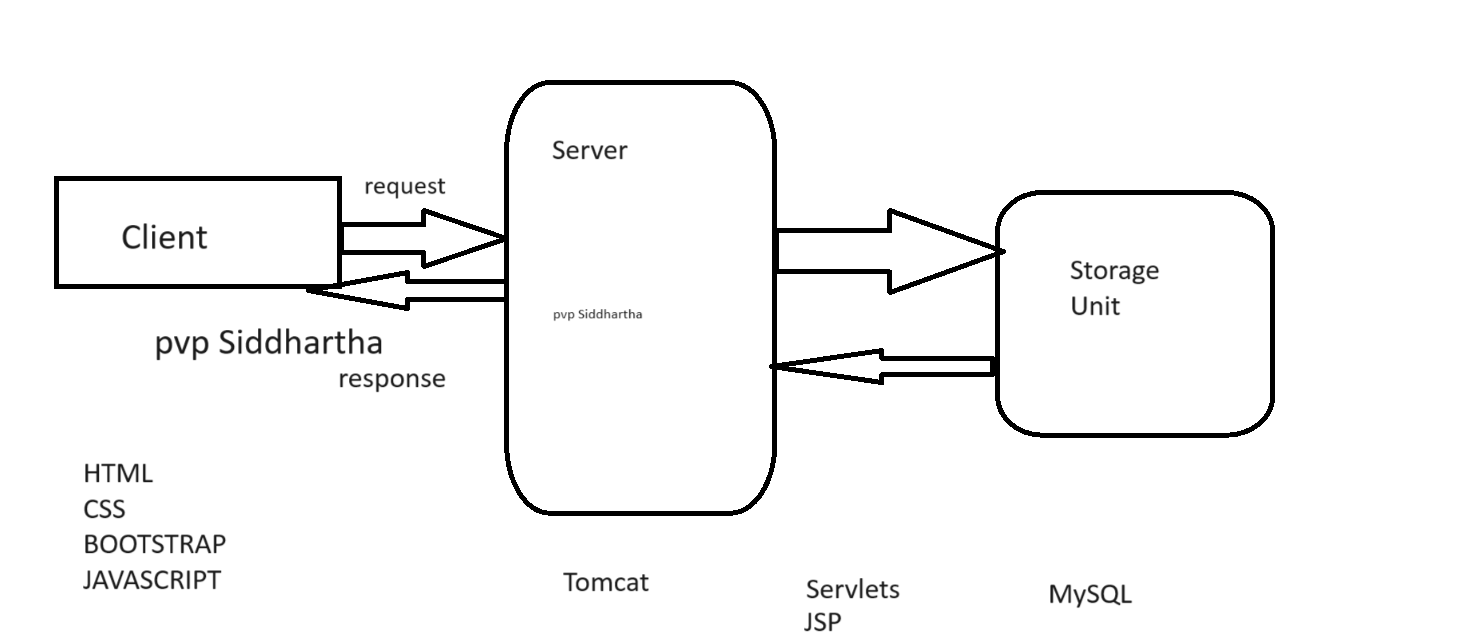 Server
request
Client
Storage
Unit
pvp Siddhartha
pvp Siddhartha
response
HTML
CSS
BOOTSTRAP
JAVASCRIPT
Tomcat
Servlets
JSP
MySQL